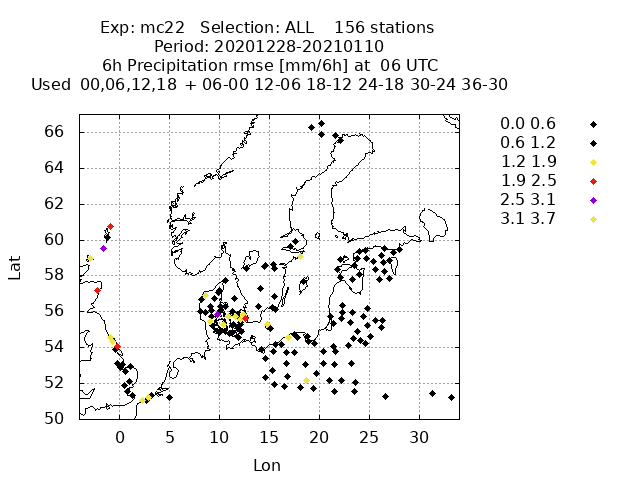 Exp: mc22 Selection: ALL 156 stations
Period: 20201228-20210110
6h Precipitation rmse [mm/6h] at 06 UTC
Used 00,06,12,18 + 06-00 12-06 18-12 24-18 30-24 36-30
0.0 0.6
0.6 1.2
1.2 1.9
1.9 2.5
2.5 3.1
3.1 3.7
66
64
62
60
58
56
54
52
50
Lat
0 5 10 15 20 25 30
Lon